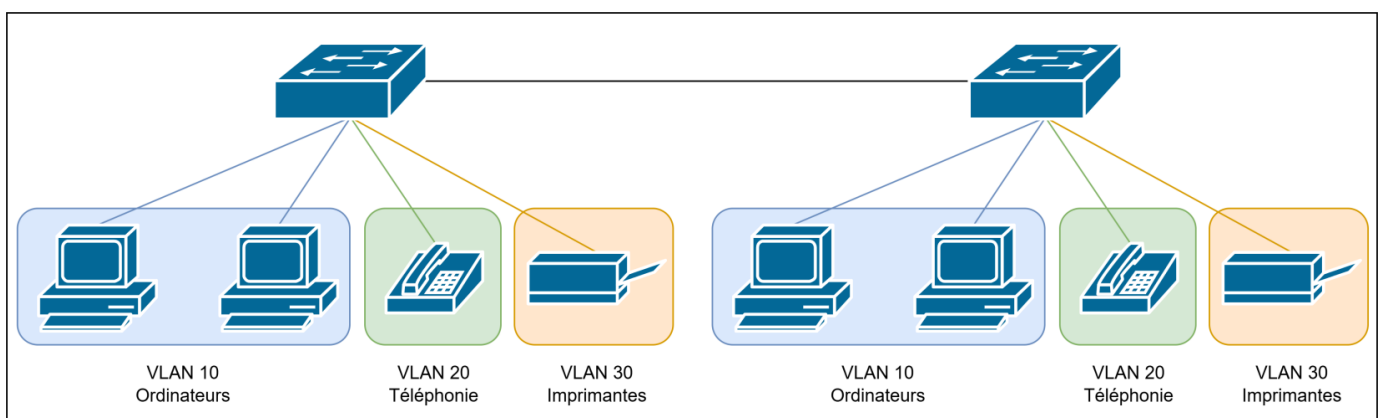 VLAN 10
Ordinateurs
VLAN 20
Téléphonie
VLAN 30
Imprimantes
VLAN 10
Ordinateurs
VLAN 20
Téléphonie
VLAN 30
Imprimantes